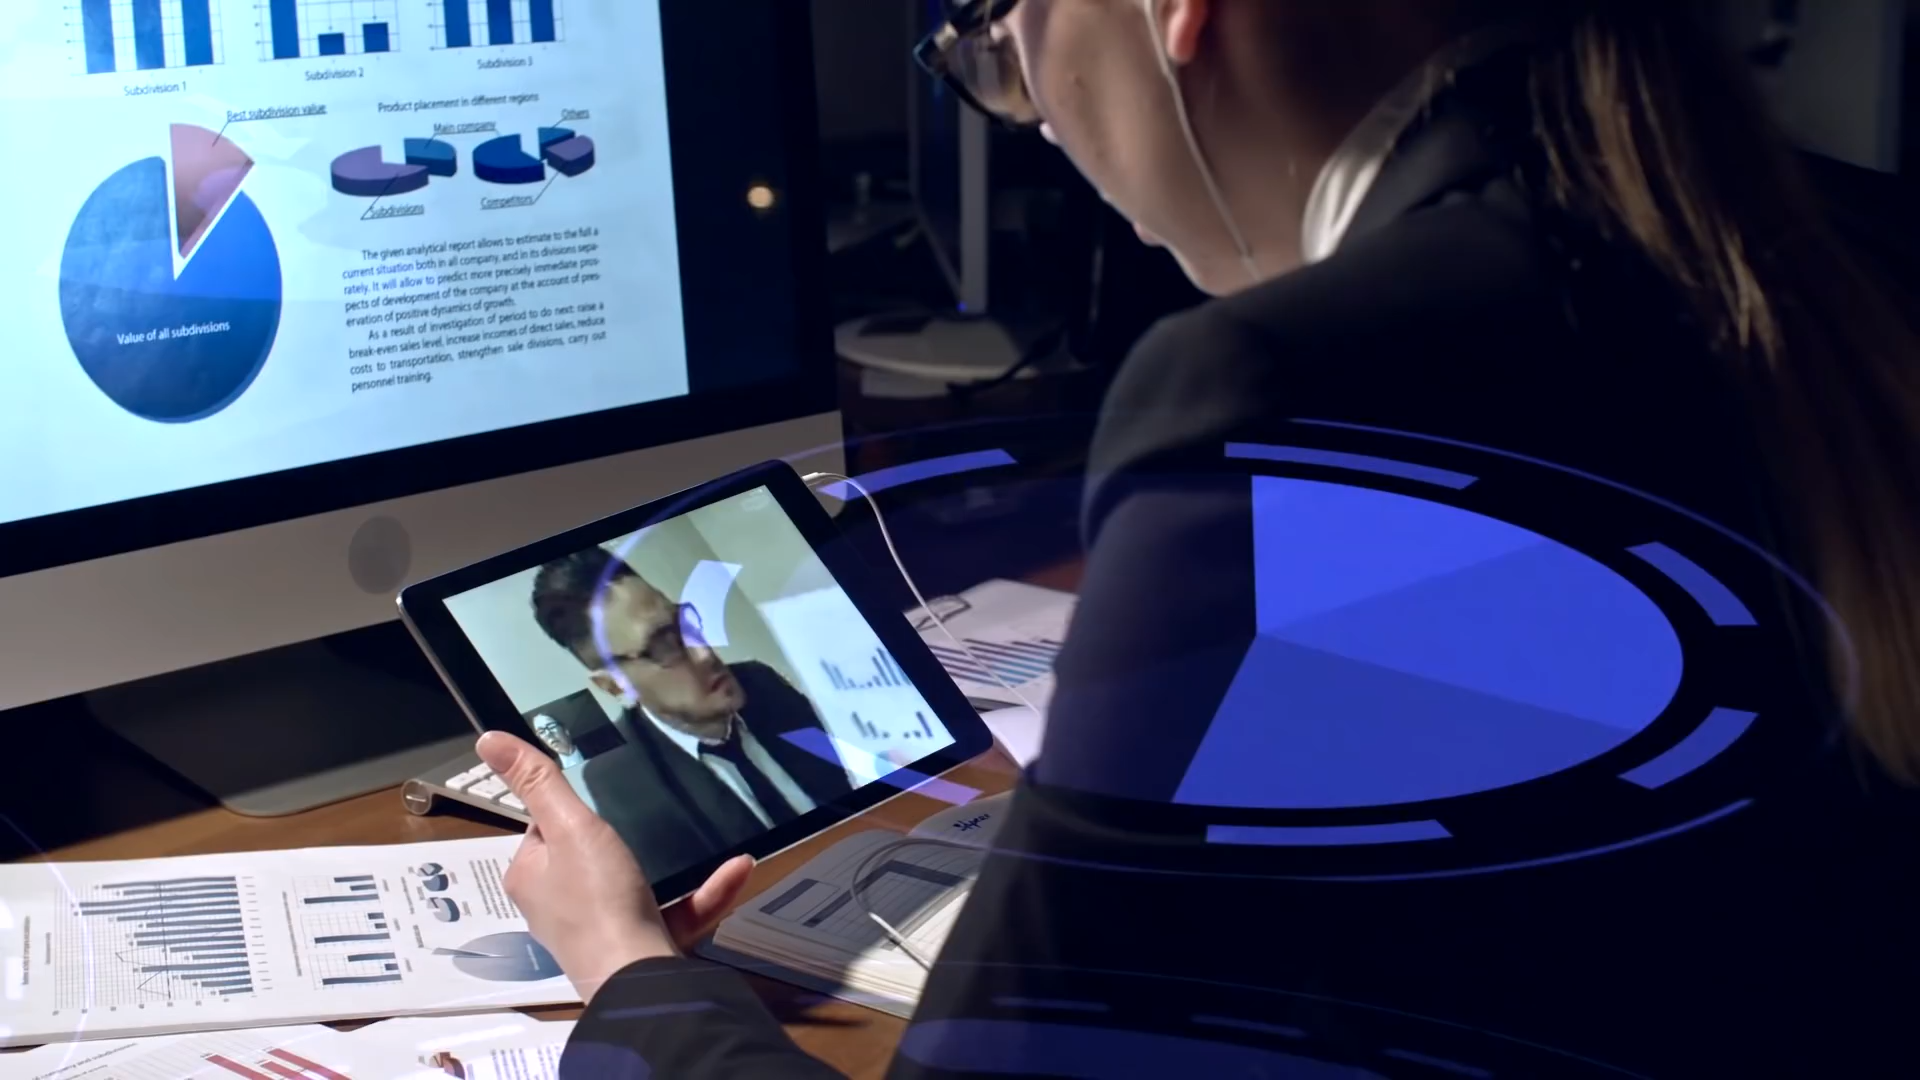 Subdivision 1
Subdivision 2
Subdivision 3
Best subdivision value
Product placement in different regions
Main company
Others
Subdivisions
Competitors
Value of all subdivisions
The given analytical report allows to estimate to the full a
current situation both in all company, and in its divisions sepa-
rately. It will allow to predict more precisely immediate pros-
pects of development of the company at the account of pres-
ervation of positive dynamics of growth.
As a result of investigation of period to do next: raise a
break-even sales level, increase incomes of direct sales, reduce
costs to transportation, strengthen sale divisions, carry out
personnel training.